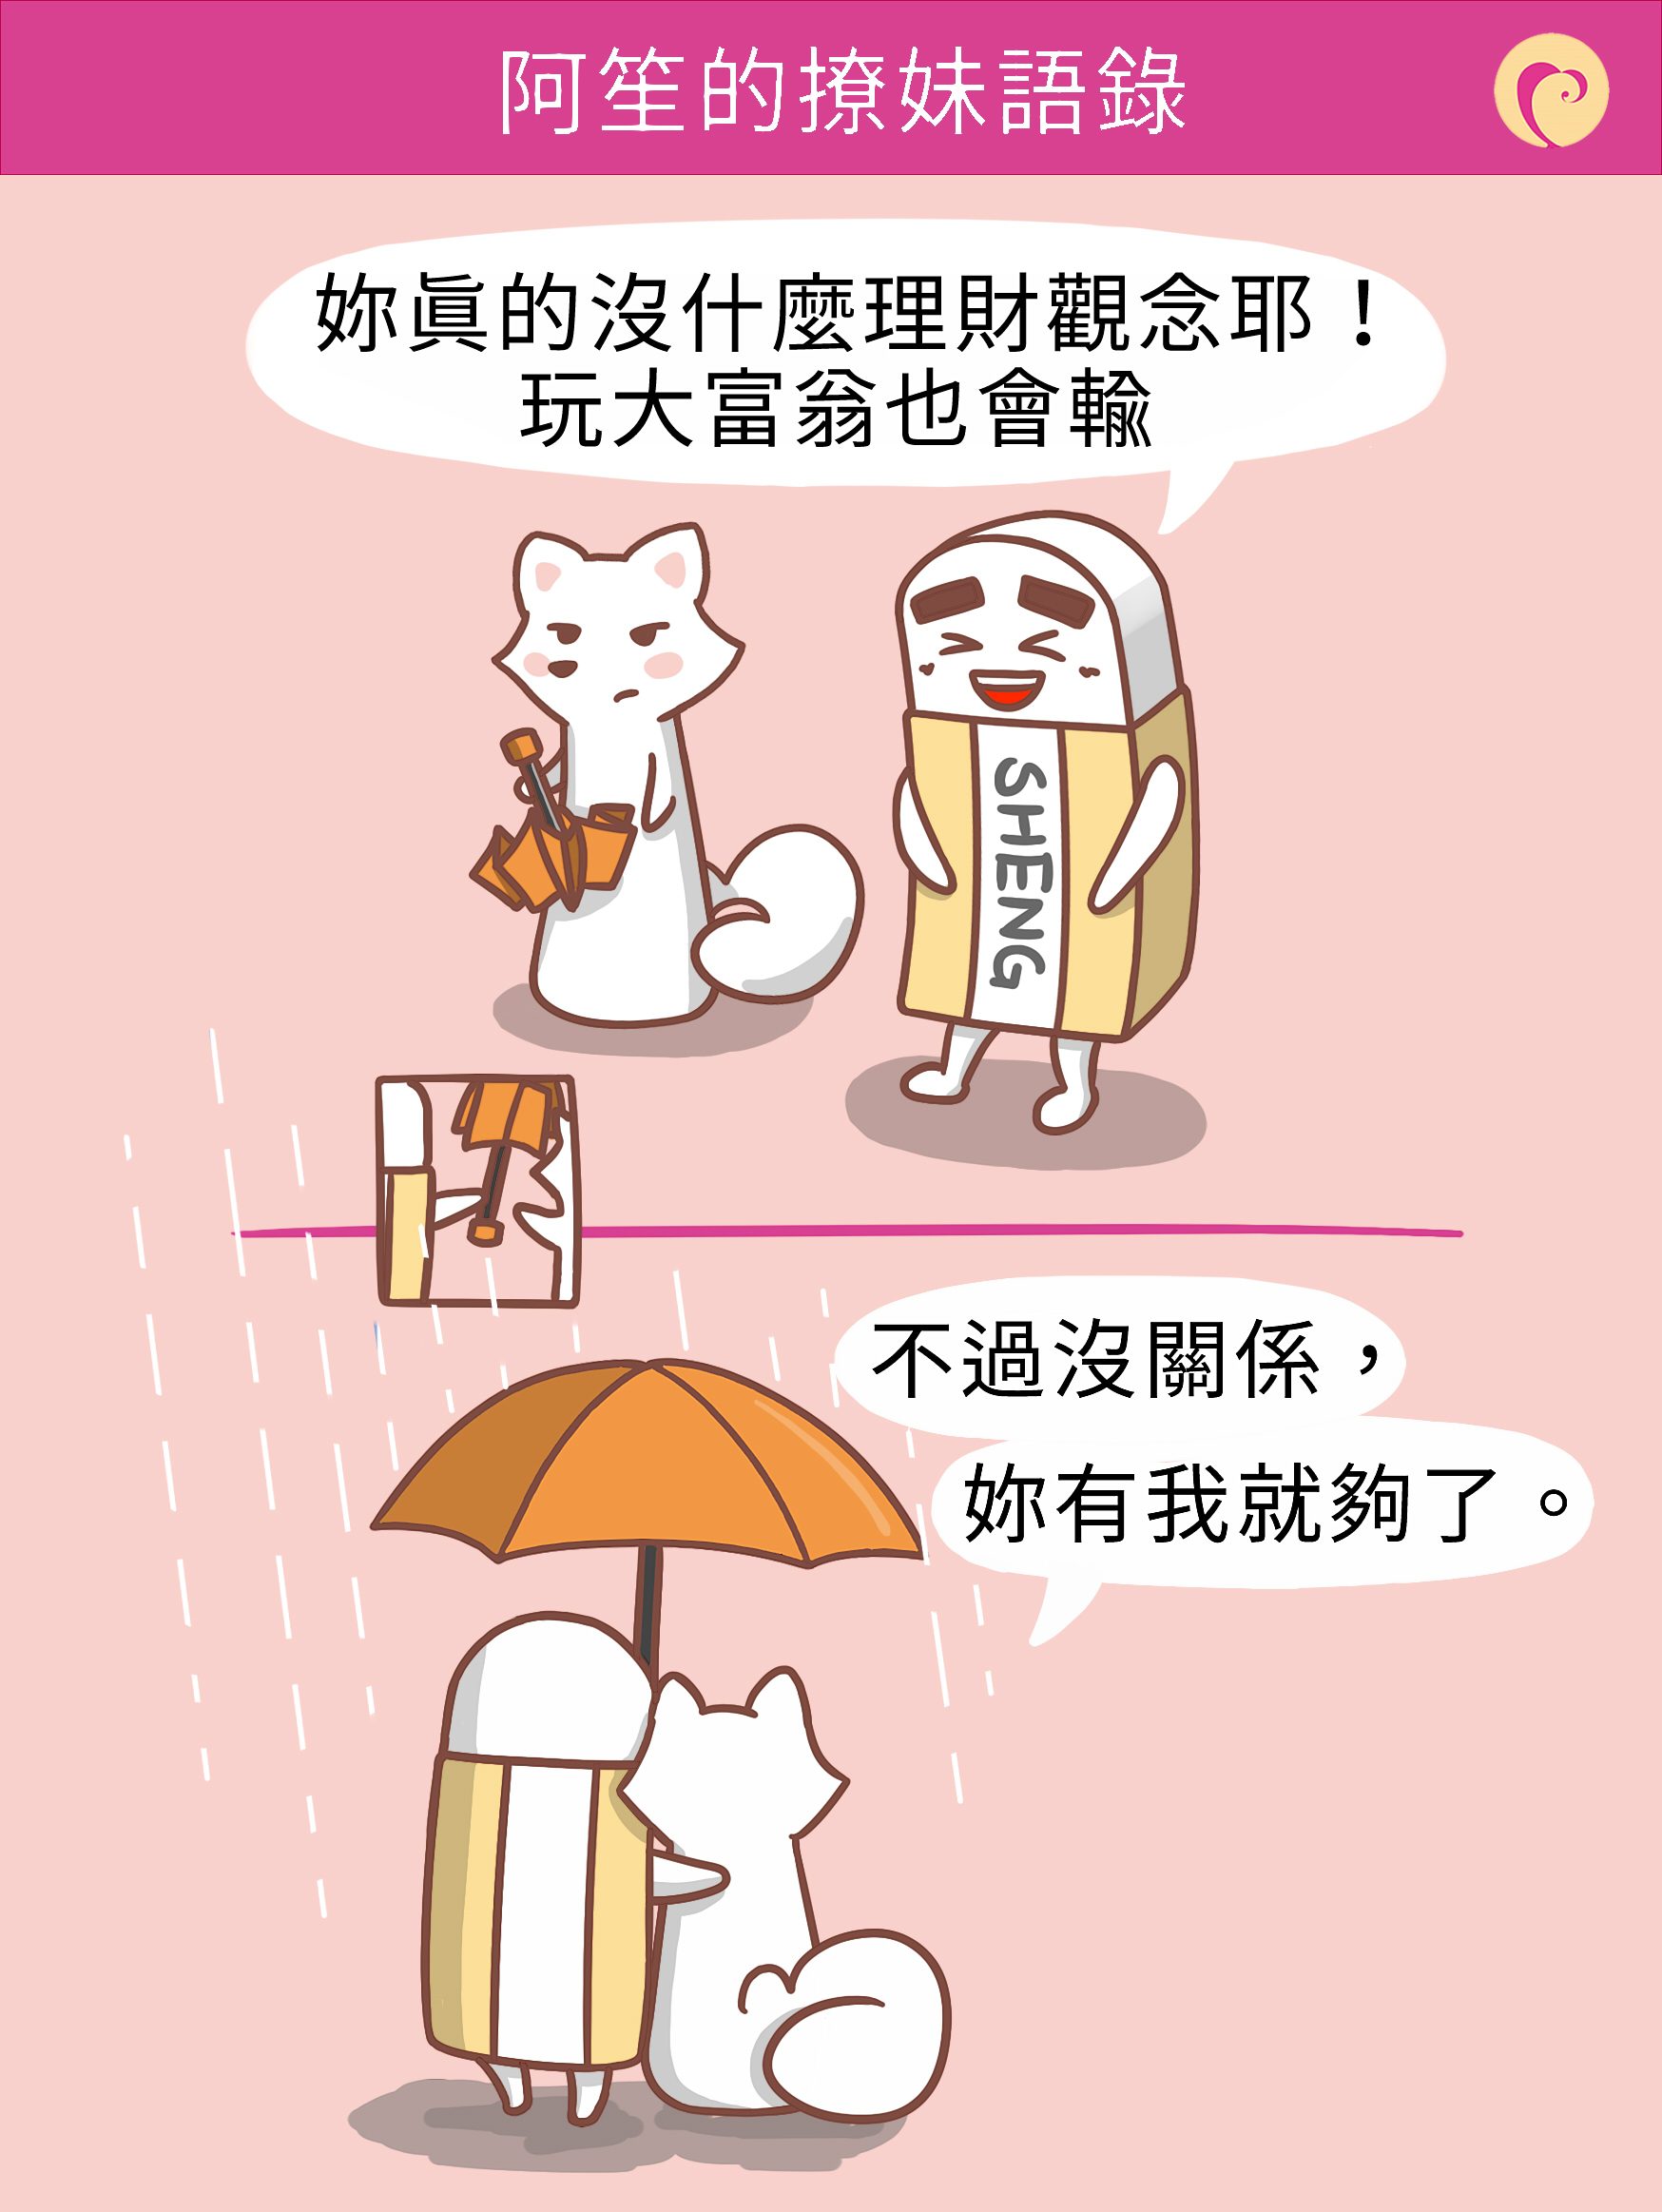 阿笙的撩妹語錄
妳真的沒什麼理財觀念耶！
玩大富翁也會輸
SHENG
不過沒關係，
妳有我就夠了。